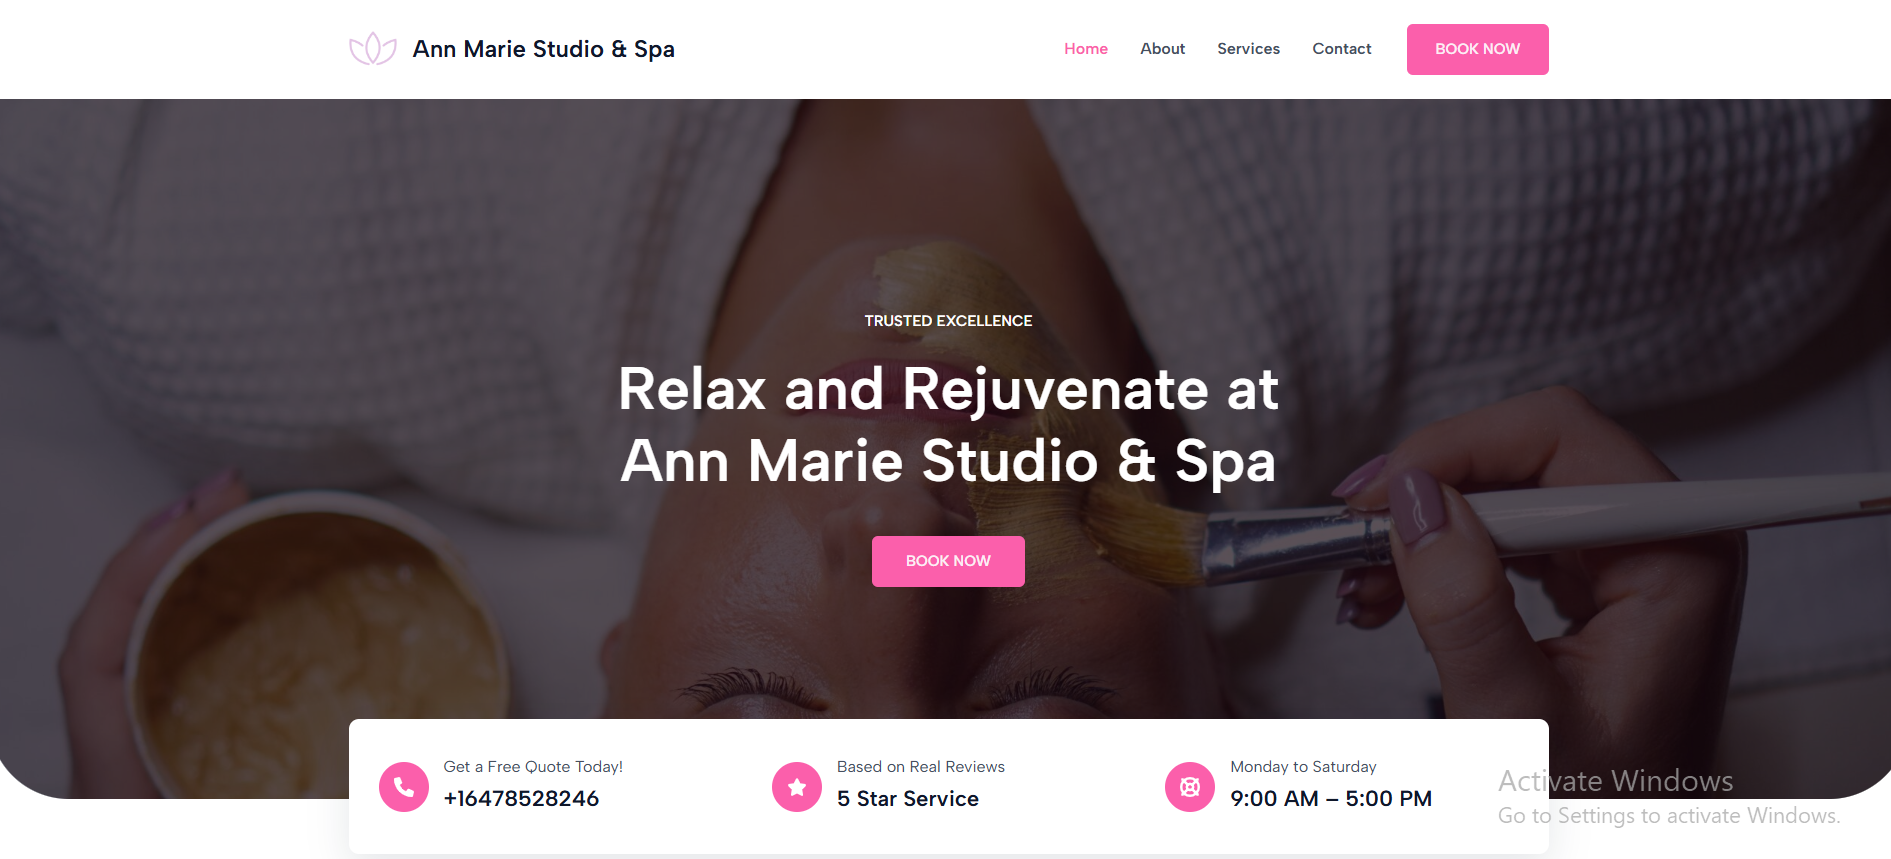 Ann Marie Studio & Spa
Home
About
Services
Contact
BOOK NOW
TRUSTED EXCELLENCE
Relax and Rejuvenate at
Ann Marie Studio & Spa
BOOK NOW
Get a Free Quote Today!
+16478528246
Based on Real Reviews
5 Star Service
Monday to Saturday
9:00 AM – 5:00 PM
Activate Windows
Go to Settings to activate Windows.